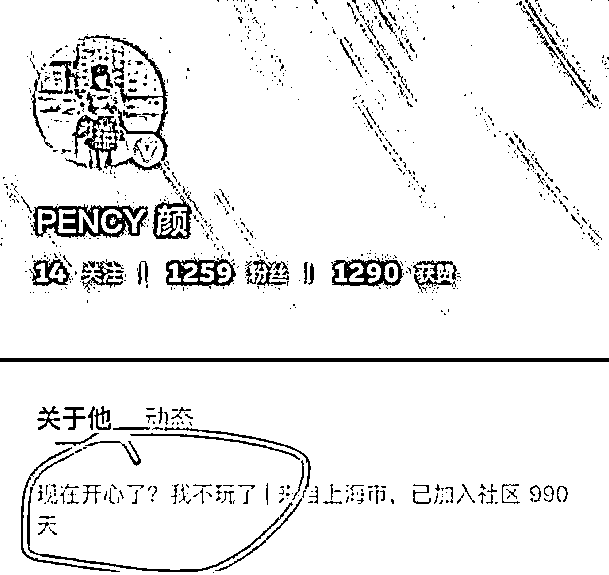 PENCY 颜
14 关注 | 1259 粉丝 | 1290 获赞
关于他 动态
现在开心了? 我不玩了 | 来自上海市, 已加入社区 990
天